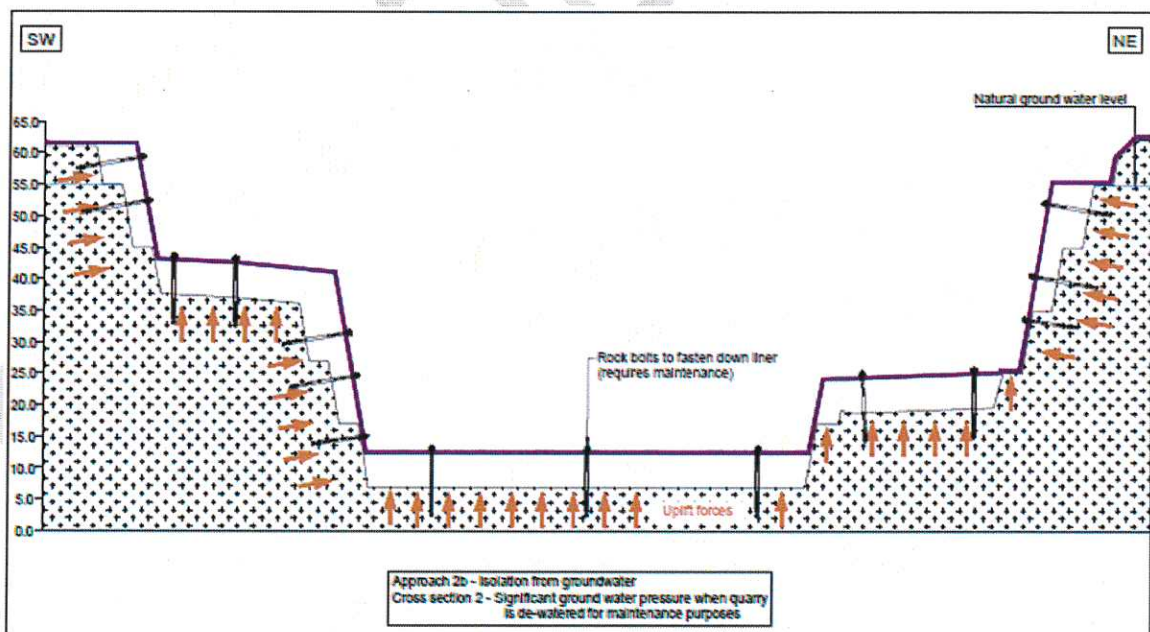 SW
NE
Natural ground water level
65.0
60.0
55.0
50.0
45.0
40.0
35.0
30.0
25.0
20.0
15.0
10.0
5.0
0.0
Rock bolts to fasten down liner
(requires maintenance)
Uplift forces
Approach 2b - Isolation from groundwater
Cross section 2 - Significant ground water pressure when quarry
is de-watered for maintenance purposes